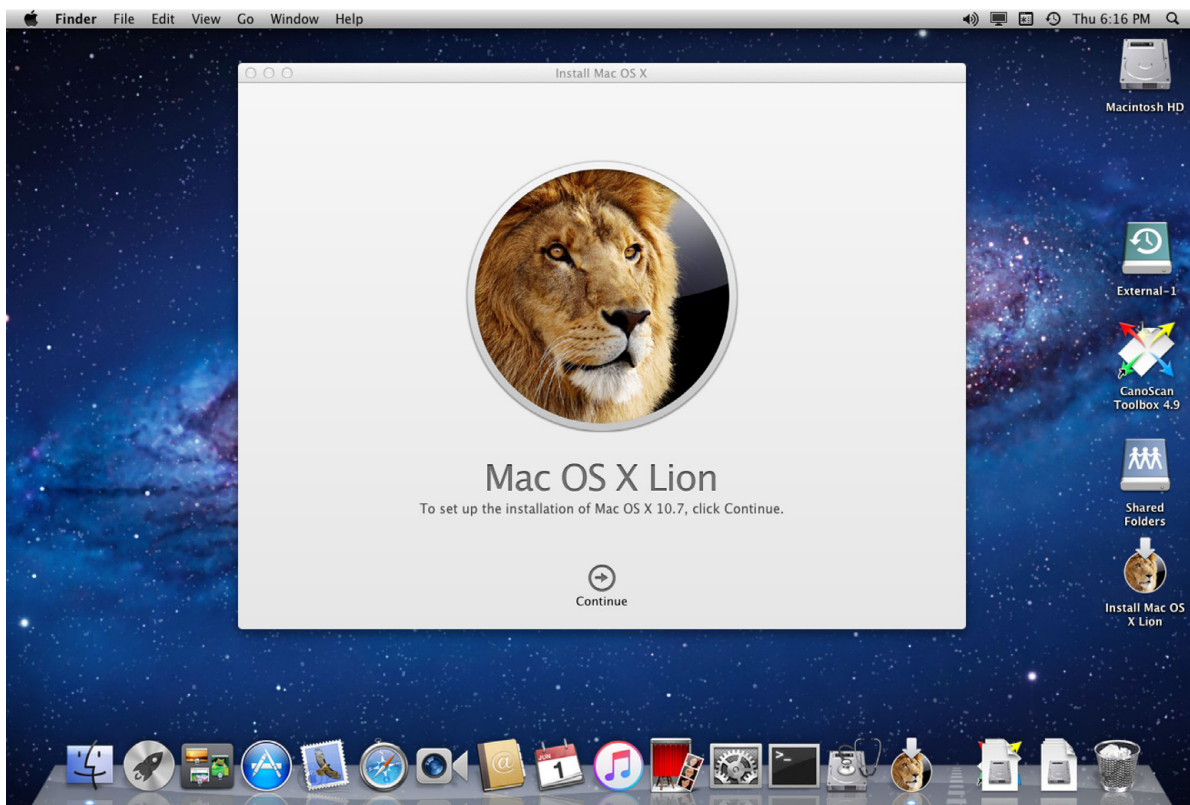 Finder File Edit View Go Window Help
Thu 6:16 PM
Install Mac OS X
Macintosh HD
External-1
CanoScan
Toolbox 4.9
Mac OS X Lion
To set up the installation of Mac OS X 10.7, click Continue.
Shared
Folders
Continue
Install Mac OS
X Lion
@
JUN
1
>_